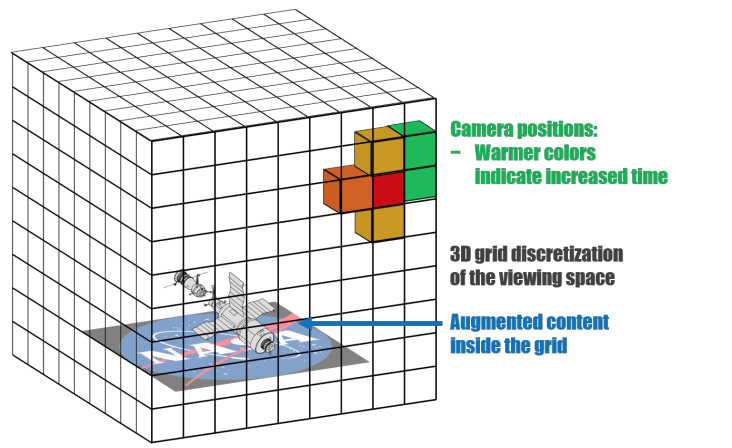 Camera positions:
– Warmer colors
indicate increased time
3D grid discretization
of the viewing space
Augmented content
inside the grid
NASA